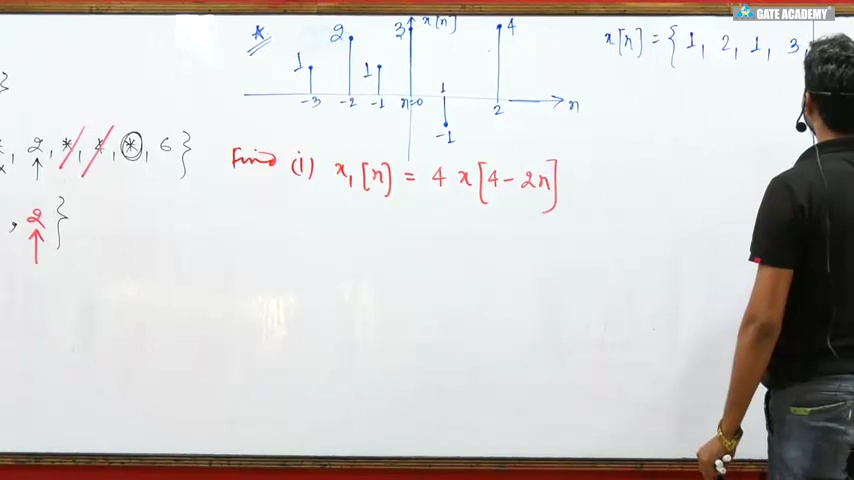 GATE ACADEMY
* 1 2 1 3 x[n] 4
x[n] = { 1, 2, 1, 3,
-3 -2 -1 n=0 1 2 n
-1
}
, 2, *, *, *, 6 }
↑
Find (i) x₁[n] = 4 x[4 - 2n]
, 2 }
↑